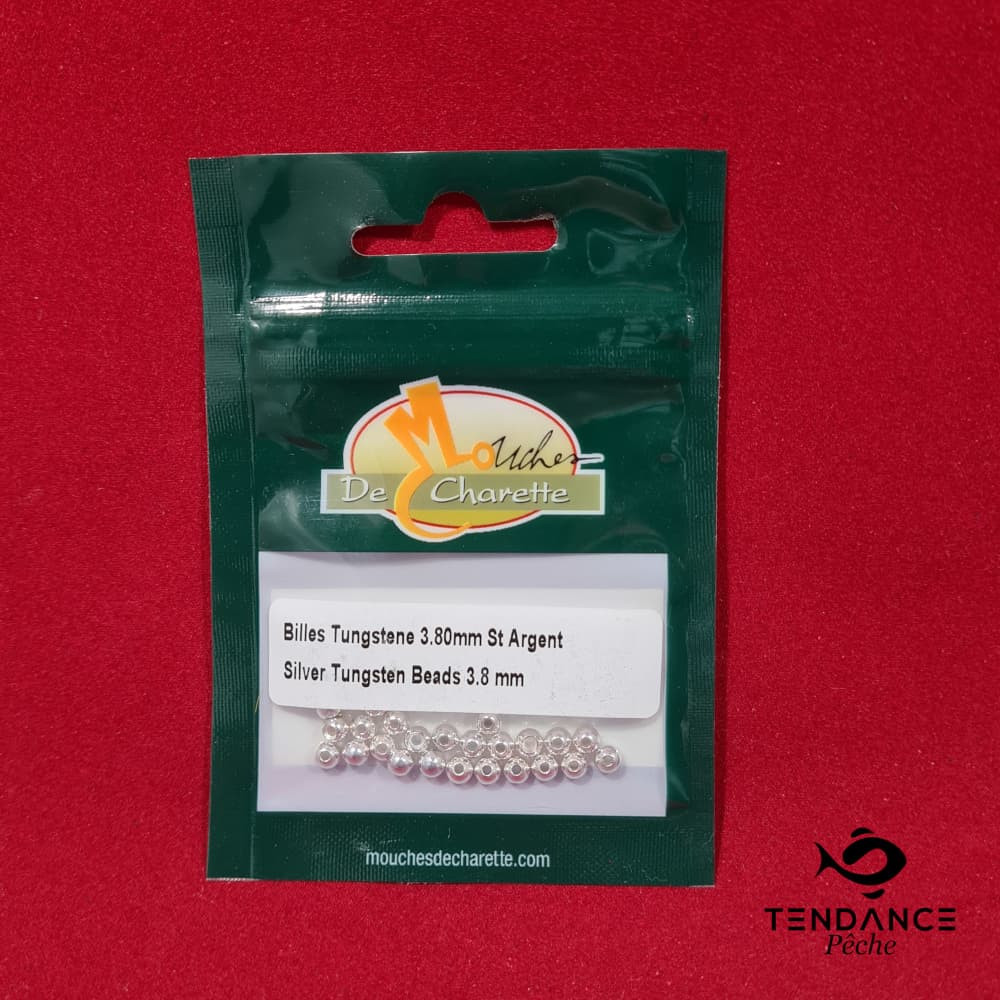 Mouches
De Charette
Billes Tungstene 3.80mm St Argent
Silver Tungsten Beads 3.8 mm
mouchesdecharette.com
TENDANCE
Pêche